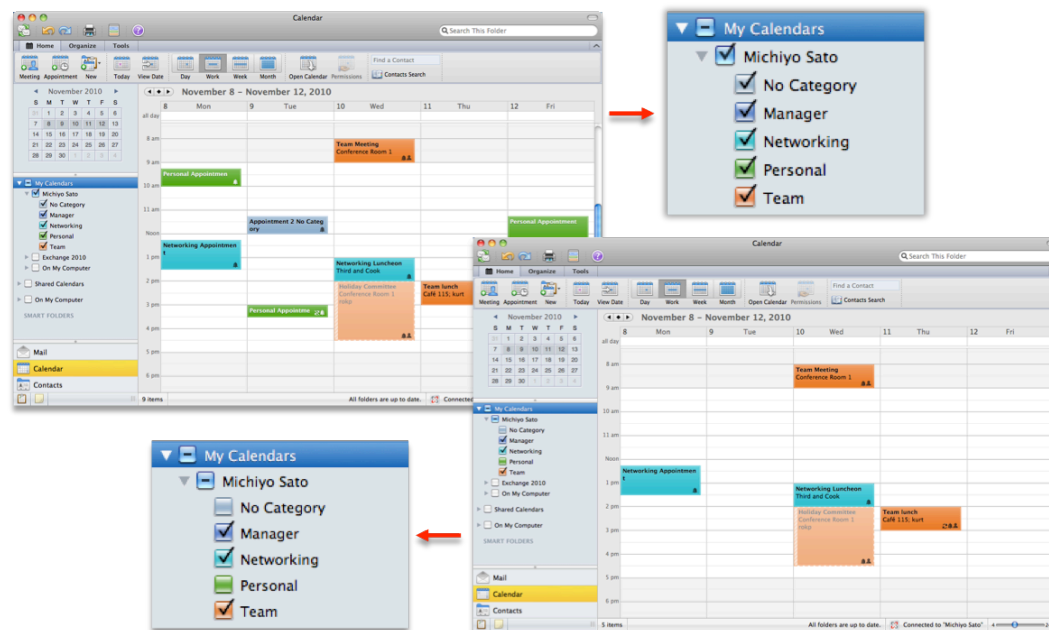 Calendar
Search This Folder
Home Organize Tools
Meeting Appointment New Today View Date Day Work Week Month Open Calendar Permissions
Find a Contact
Contacts Search
November 2010
S M T W T F S
31 1 2 3 4 5 6
7 8 9 10 11 12 13
14 15 16 17 18 19 20
21 22 23 24 25 26 27
28 29 30 1 2 3 4
November 8 – November 12, 2010
8 Mon 9 Tue 10 Wed 11 Thu 12 Fri
all day
8 am
9 am
10 am
11 am
Noon
1 pm
2 pm
3 pm
4 pm
5 pm
6 pm
Team Meeting
Conference Room 1
Personal Appointmen
Appointment 2 No Categ
ory
Personal Appointment
Networking Appointmen
t
Networking Luncheon
Third and Cook
Holiday Committee
Conference Room 1
Team lunch
Café 115; kurt
Personal Appointme
My Calendars
Michiyo Sato
No Category
Manager
Networking
Personal
Team
Exchange 2010
On My Computer
Shared Calendars
On My Computer
SMART FOLDERS
Mail
Calendar
Contacts
9 items
All folders are up to date.
Connected
My Calendars
Michiyo Sato
No Category
Manager
Networking
Personal
Team
Calendar
Search This Folder
Home Organize Tools
Meeting Appointment New Today View Date Day Work Week Month Open Calendar Permissions
Find a Contact
Contacts Search
November 2010
S M T W T F S
31 1 2 3 4 5 6
7 8 9 10 11 12 13
14 15 16 17 18 19 20
21 22 23 24 25 26 27
28 29 30 1 2 3 4
November 8 – November 12, 2010
8 Mon 9 Tue 10 Wed 11 Thu 12 Fri
all day
8 am
9 am
10 am
11 am
Noon
1 pm
2 pm
3 pm
4 pm
5 pm
6 pm
Team Meeting
Conference Room 1
Networking Appointmen
t
Networking Luncheon
Third and Cook
Holiday Committee
Conference Room 1
Team lunch
Café 115; kurt
My Calendars
Michiyo Sato
No Category
Manager
Networking
Personal
Team
Exchange 2010
On My Computer
Shared Calendars
On My Computer
SMART FOLDERS
Mail
Calendar
Contacts
5 items
All folders are up to date.
Connected to "Michiyo Sato"
My Calendars
Michiyo Sato
No Category
Manager
Networking
Personal
Team